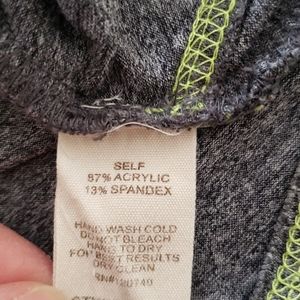 SELF
87% ACRYLIC
13% SPANDEX
HAND WASH COLD
DO NOT BLEACH
HANG TO DRY
FOR BEST RESULTS
DRY CLEAN